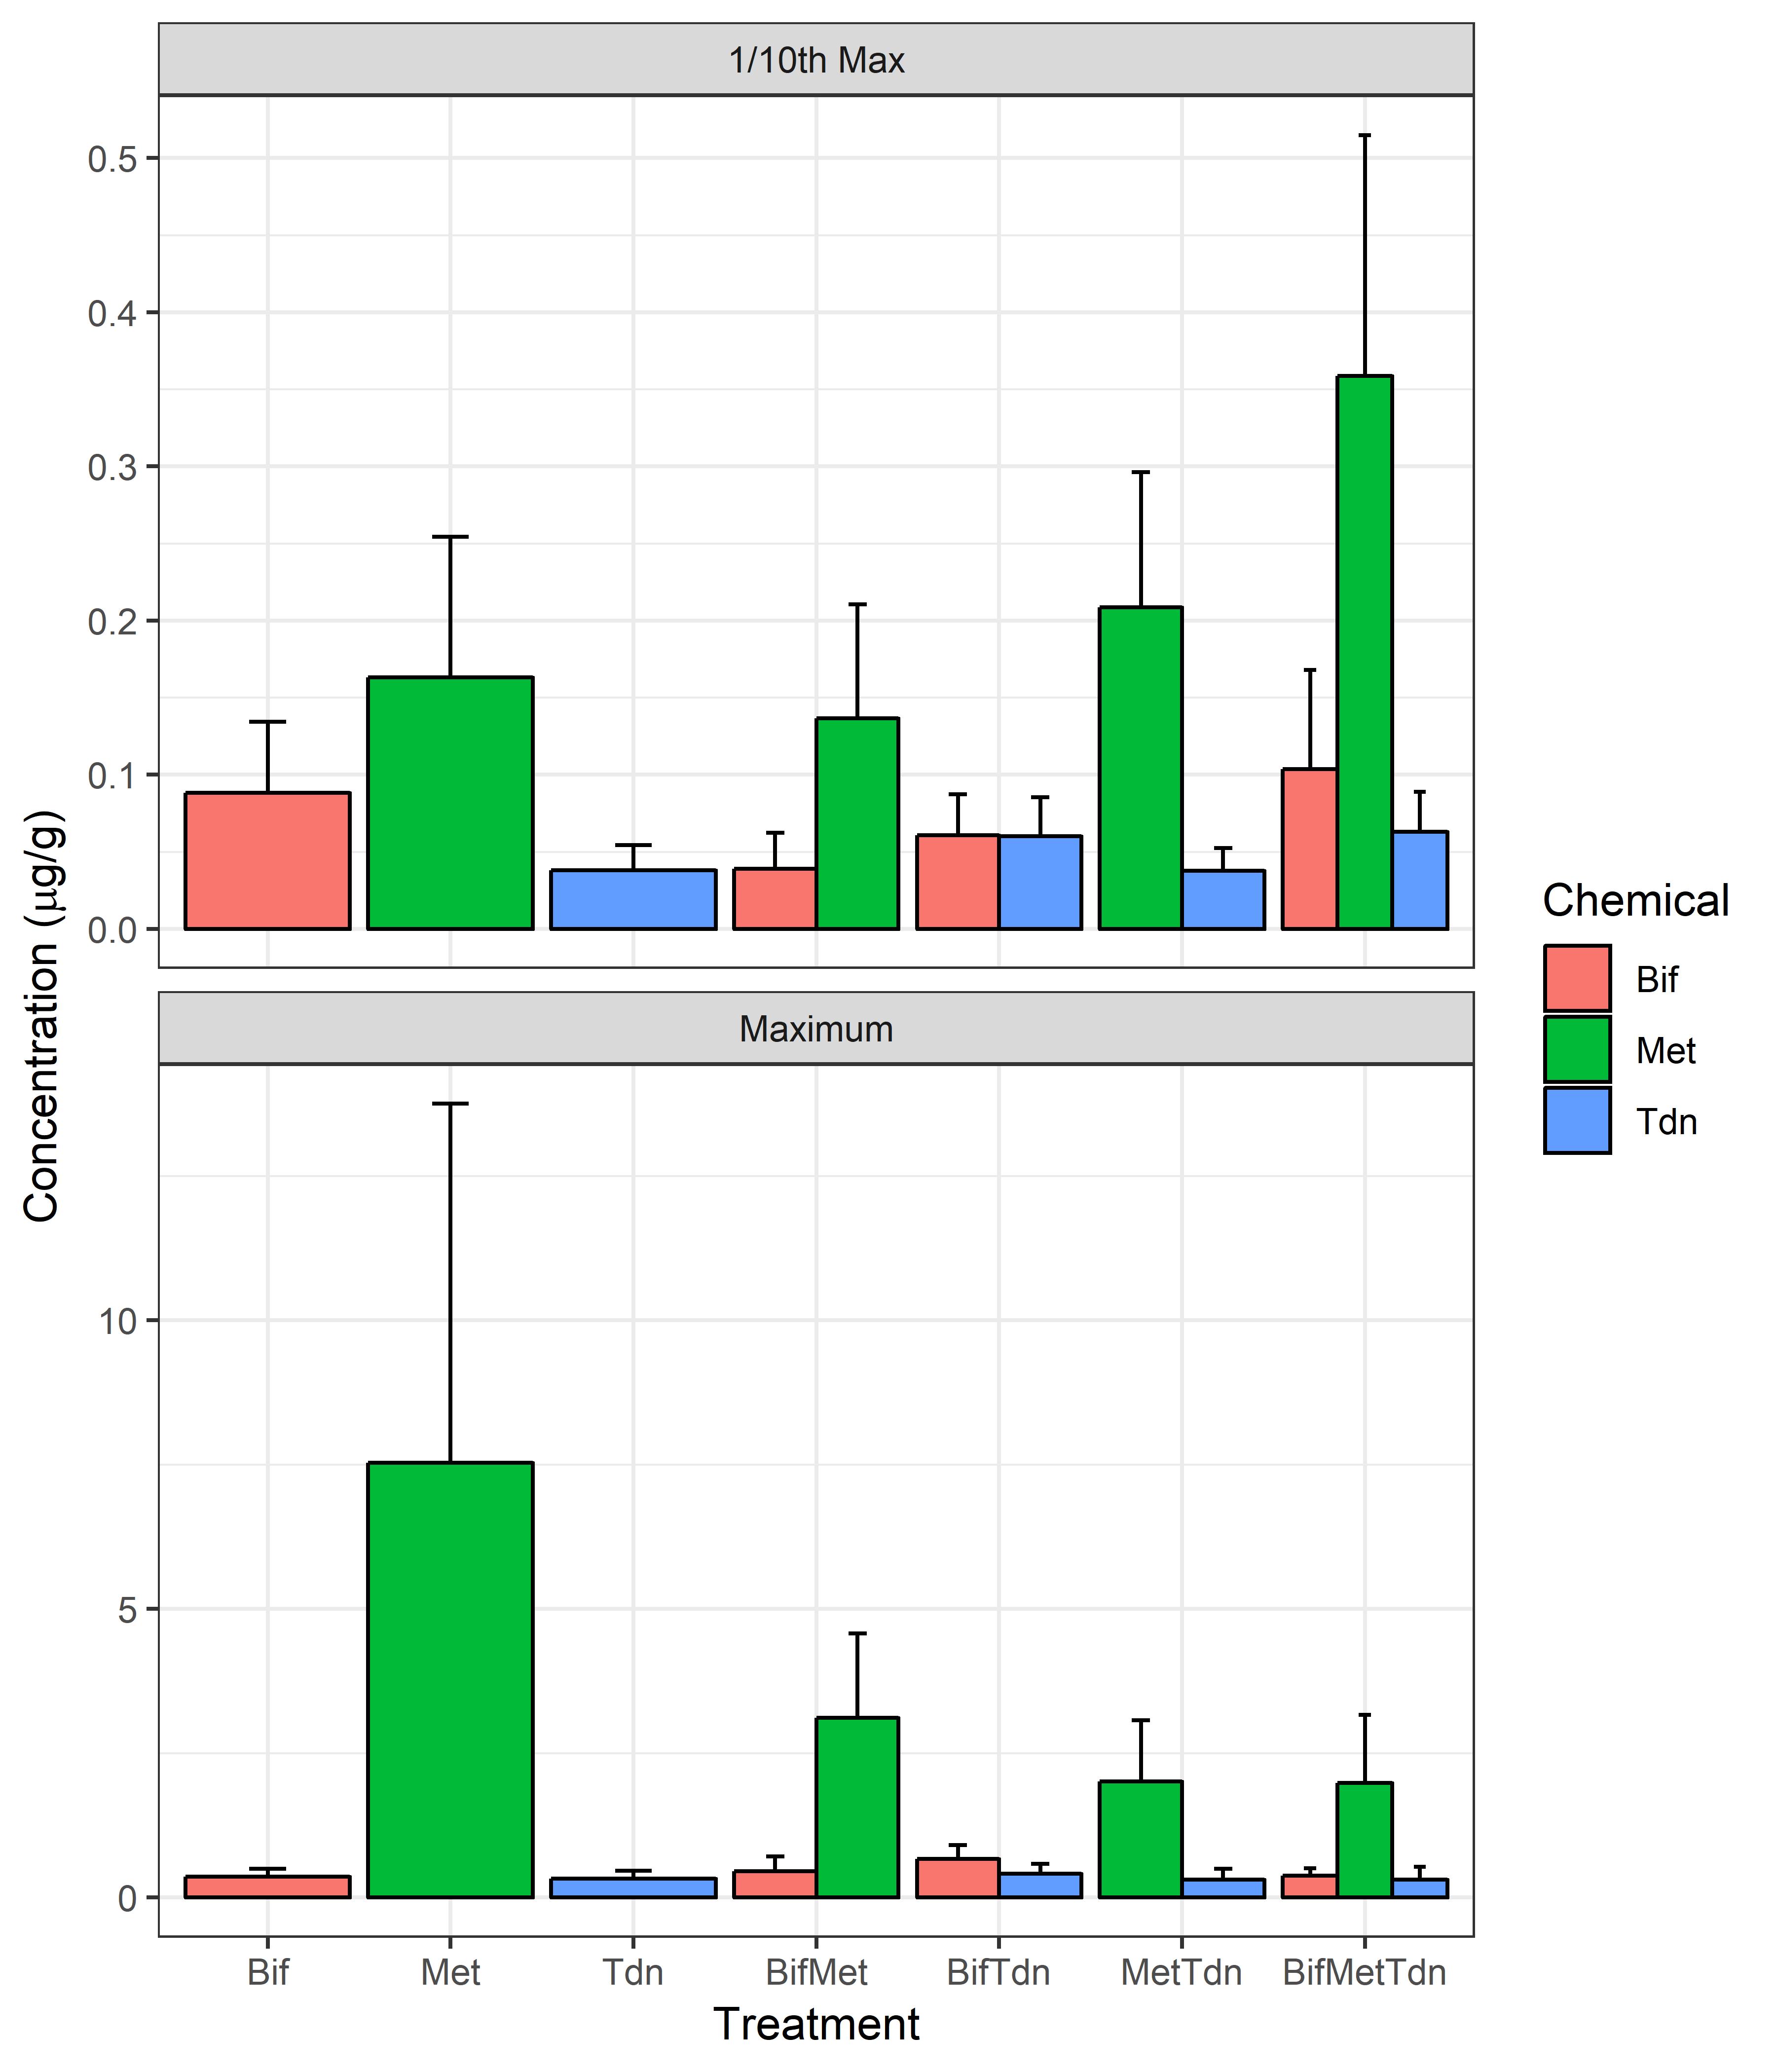 1/10th Max
0.5
0.4
0.3
0.2
0.1
0.0
Maximum
10
5
0
Bif Met Tdn BifMet BifTdn MetTdn BifMetTdn
Treatment
Concentration (μg/g)
Chemical
Bif
Met
Tdn